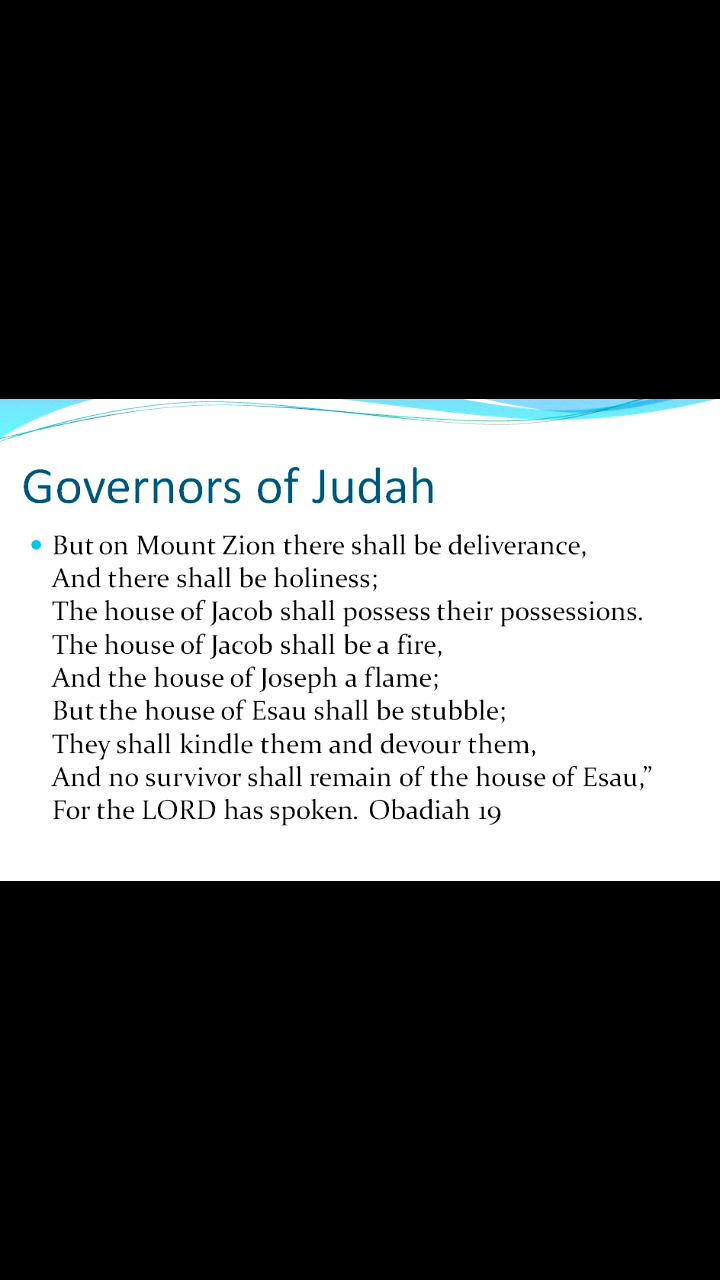 Governors of Judah
• But on Mount Zion there shall be deliverance,
And there shall be holiness;
The house of Jacob shall possess their possessions.
The house of Jacob shall be a fire,
And the house of Joseph a flame;
But the house of Esau shall be stubble;
They shall kindle them and devour them,
And no survivor shall remain of the house of Esau,”
For the LORD has spoken. Obadiah 19